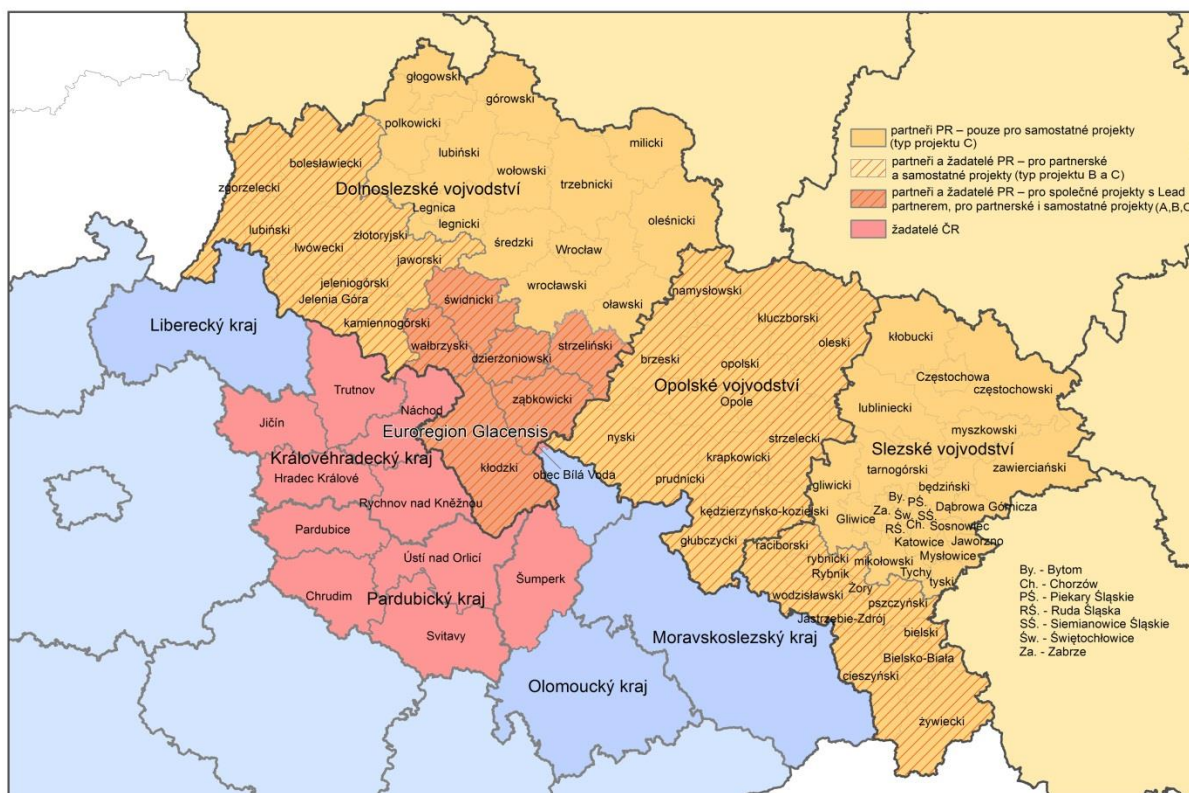 głogowski
górowski
polkowicki
milicki
lubiński
bolesławiecki
wołowski
trzebnicki
zgorzelecki
Dolnoslezské vojvodství
Legnica
legnicki
oleśnicki
lubiński
złotoryjski
lwówecki
średzki
Wrocław
jaworski
jeleniogórski
wrocławski
Jelenia Góra
świdnicki
oławski
kamiennogórski
wałbrzyski
dzierżoniowski
strzeliński
ząbkowicki
Euroregion Glacensis
kłodzki
obec Bílá Voda
Liberecký kraj
Trutnov
Náchod
Jičín
Královéhradecký kraj
Hradec Králové
Rychnov nad Kněžnou
Pardubice
Ústí nad Orlicí
Šumperk
Chrudim
Pardubický kraj
Svitavy
Olomoucký kraj
Moravskoslezský kraj
namysłowski
kluczborski
oleski
brzeski
opolski
Opolské vojvodství
Opole
nyski
strzelecki
krapkowicki
prudnicki
kędzierzyńsko-kozielski
głubczycki
kłobucki
Częstochowa
częstochowski
lubliniecki
myszkowski
Slezské vojvodství
zawierciański
tarnogórski
gliwicki
będziński
By. PŚ. Dąbrowa Górnicza
Za. Św. SŚ.
Gliwice RŚ. Ch. Sosnowiec
Katowice Jaworzno
Mysłowice
raciborski
rybnicki
mikołowski
Rybnik
Tychy
tyski
Żory
wodzisławski
pszczyński
Jastrzębie-Zdrój
bielski
Bielsko-Biała
cieszyński
żywiecki
partneři PR – pouze pro samostatné projekty
(typ projektu C)
partneři a žadatelé PR – pro partnerské
a samostatné projekty (typ projektu B a C)
partneři a žadatelé PR – pro společné projekty s Lead
partnerem, pro partnerské i samostatné projekty (A,B,C)
žadatelé ČR
By. - Bytom
Ch. - Chorzów
PŚ. - Piekary Śląskie
RŚ. - Ruda Śląska
SŚ. - Siemianowice Śląskie
Św. - Świętochłowice
Za. - Zabrze